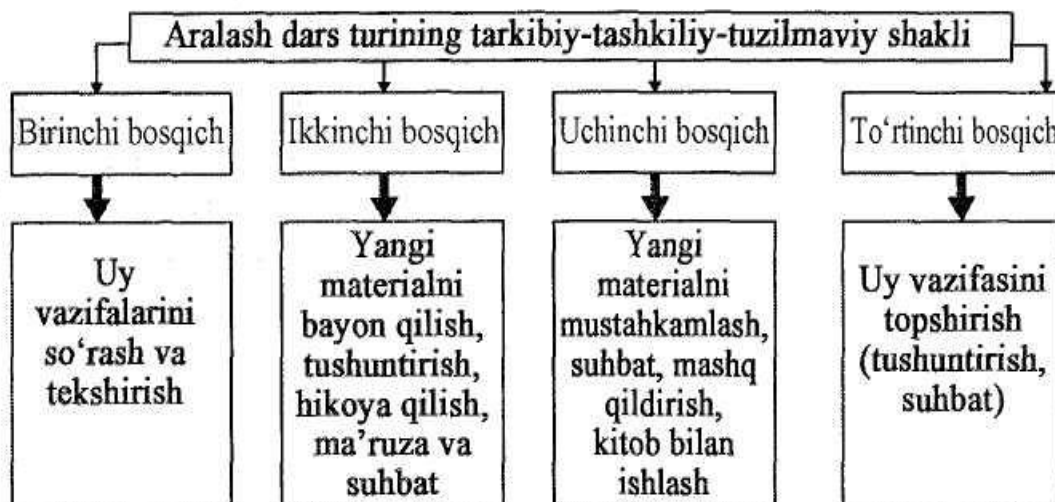 Aralash dars turining tarkibiy-tashkiliy-tuzilmaviy shakli
Birinchi bosqich
Ikkinchi bosqich
Uchinchi bosqich
To‘rtinchi bosqich
Uy
vazifalarini
so‘rash va
tekshirish
Yangi
materialni
bayon qilish,
tushuntirish,
hikoya qilish,
ma’ruza va
suhbat
Yangi
materialni
mustahkamlash,
suhbat, mashq
qildirish,
kitob bilan
ishlash
Uy vazifasini
topshirish
(tushuntirish,
suhbat)